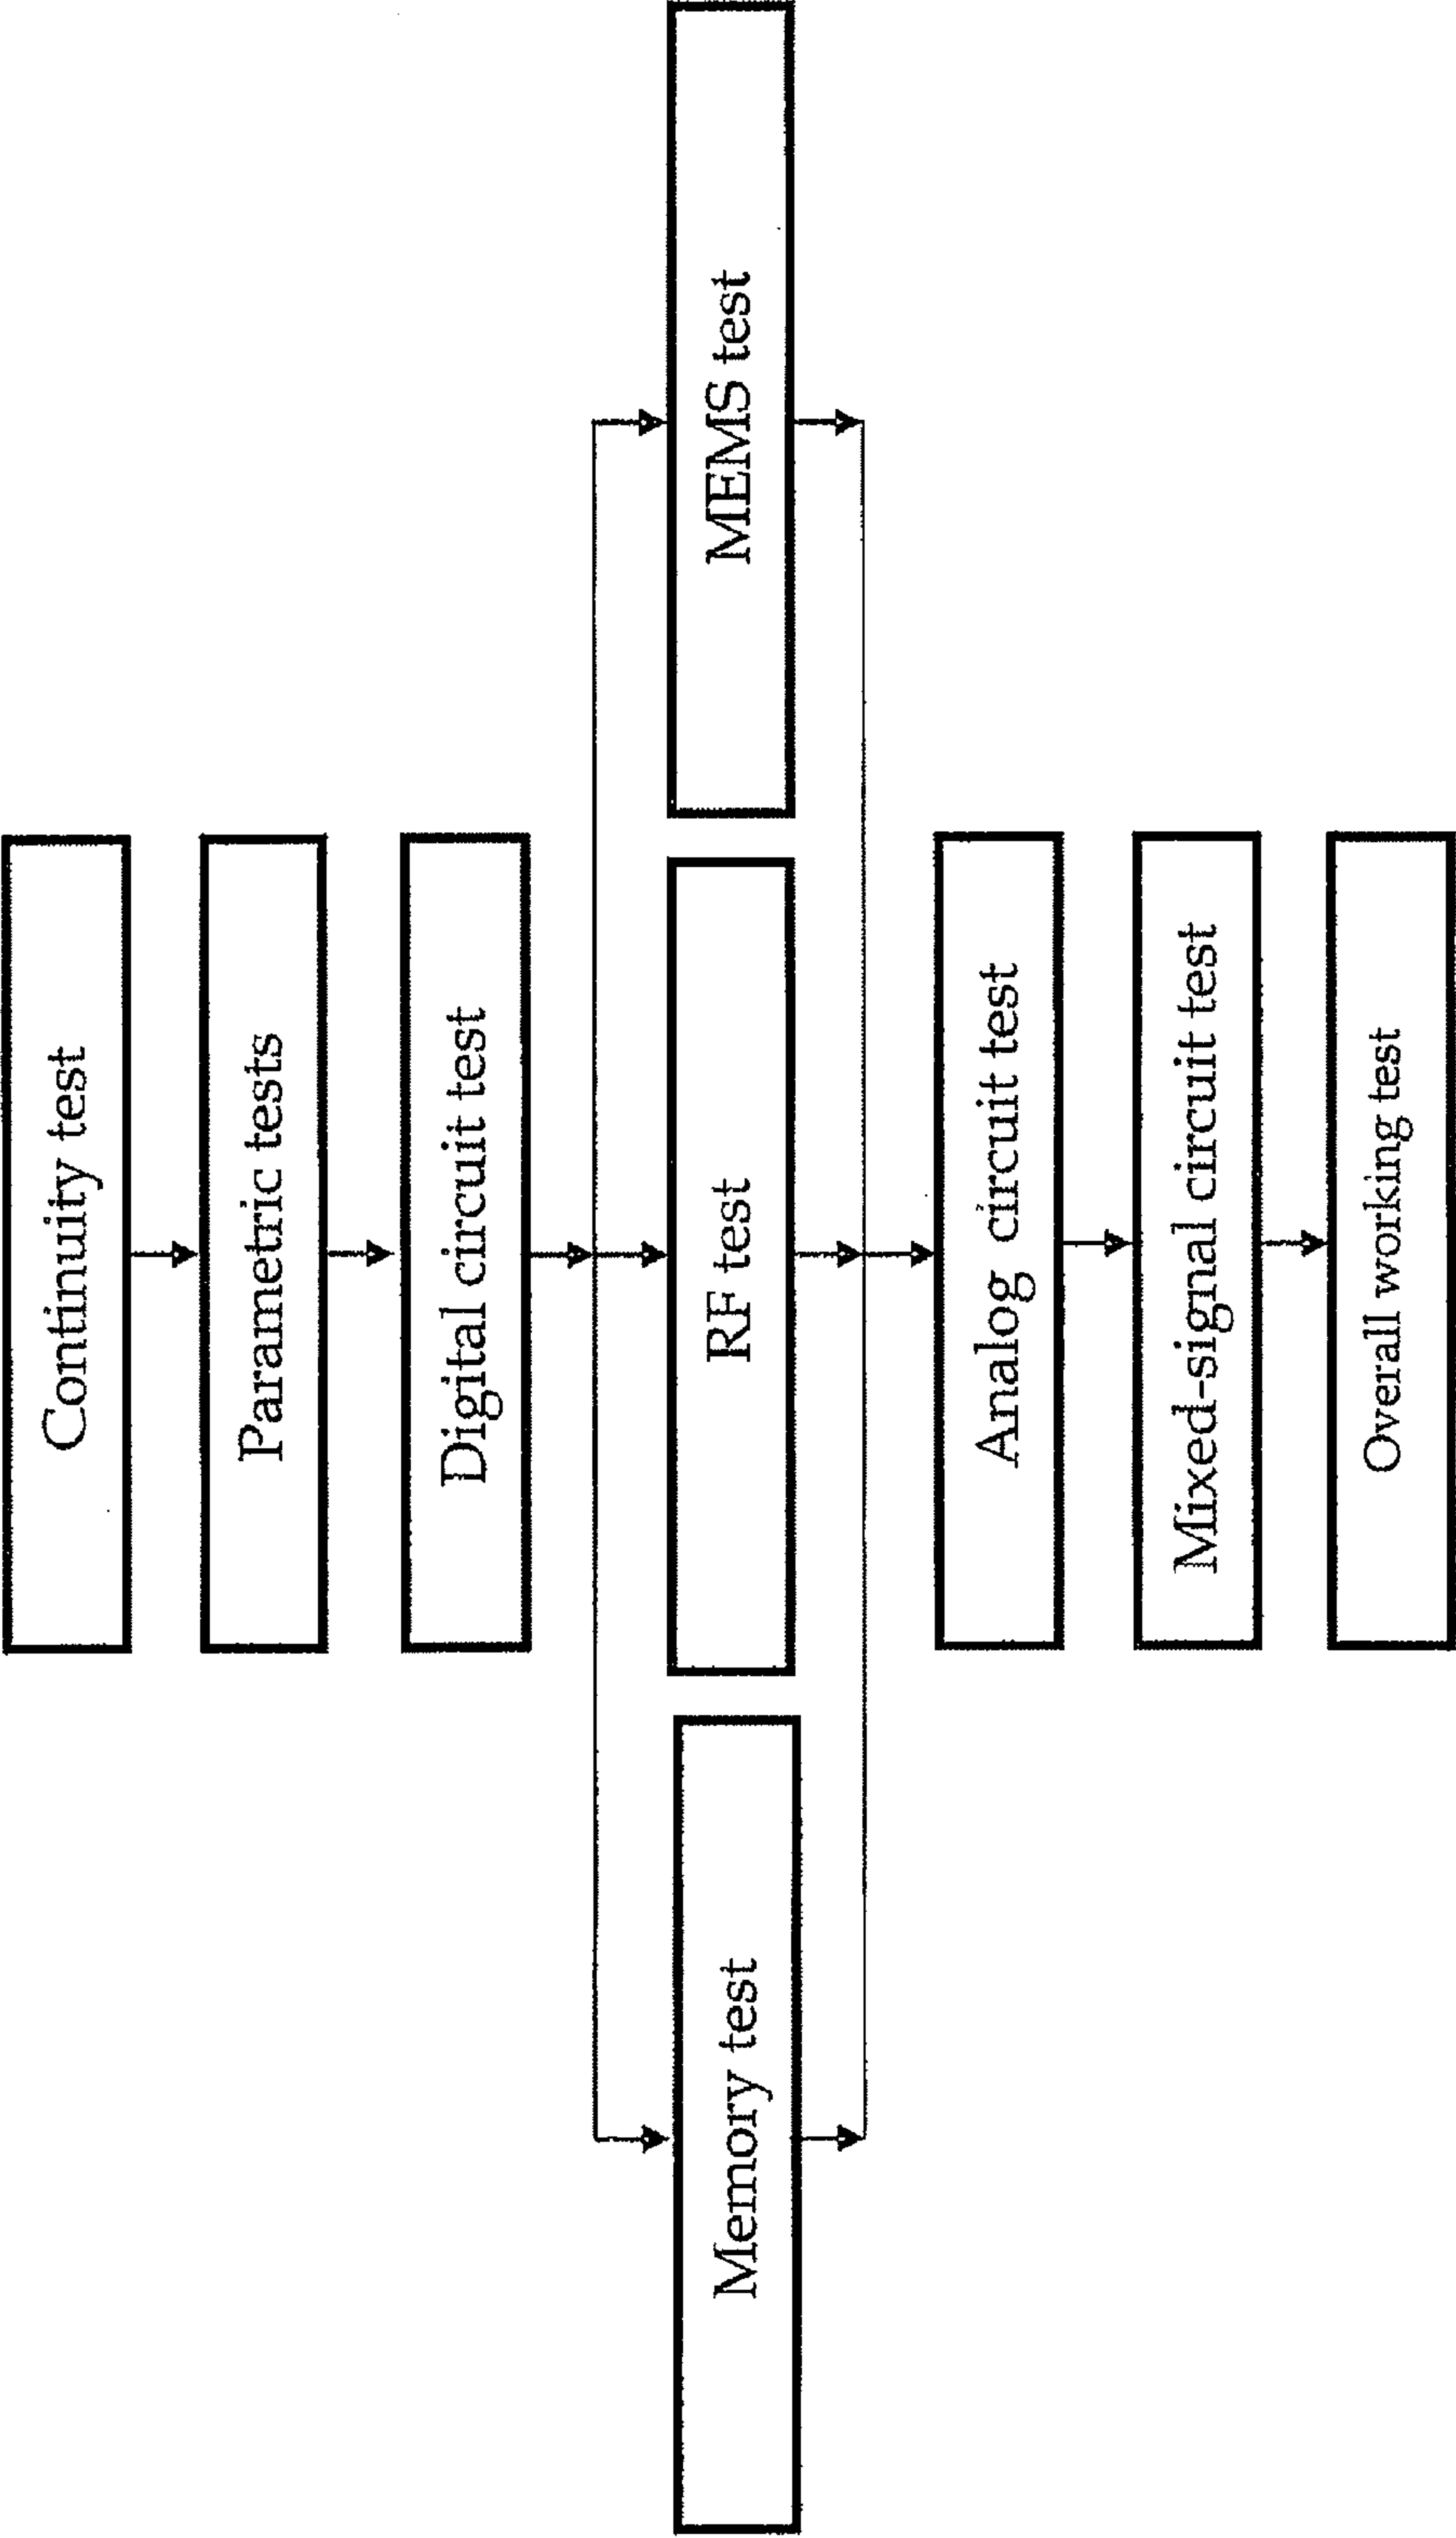 Continuity test
Parametric tests
Digital circuit test
Memory test
RF test
MEMS test
Analog circuit test
Mixed-signal circuit test
Overall working test